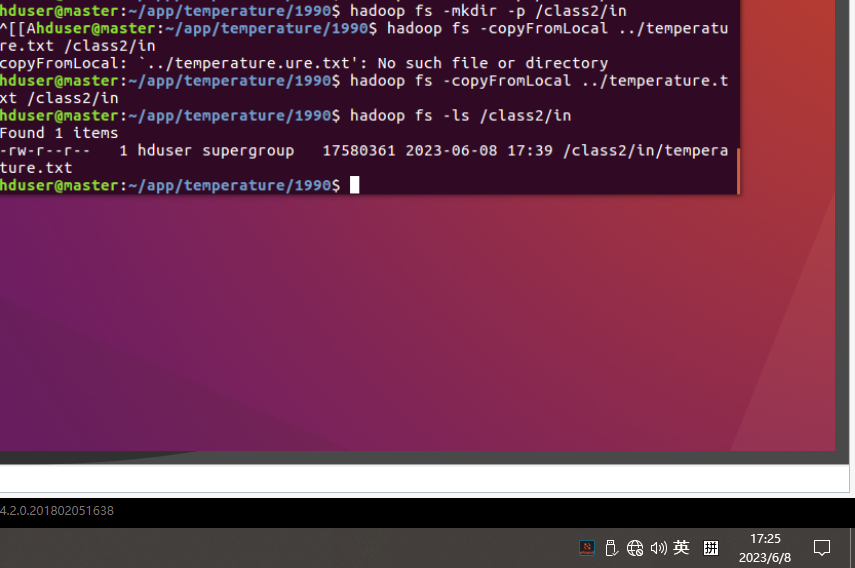 hduser@master:~/app/temperature/1990$ hadoop fs -mkdir -p /class2/in
^[[Ahduser@master:~/app/temperature/1990$ hadoop fs -copyFromLocal ../temperatu
re.txt /class2/in
copyFromLocal: `../temperature.ure.txt': No such file or directory
hduser@master:~/app/temperature/1990$ hadoop fs -copyFromLocal ../temperature.t
xt /class2/in
hduser@master:~/app/temperature/1990$ hadoop fs -ls /class2/in
Found 1 items
-rw-r--r--   1 hduser supergroup   17580361 2023-06-08 17:39 /class2/in/tempera
ture.txt
hduser@master:~/app/temperature/1990$
4.2.0.201802051638
英 拼
17:25
2023/6/8